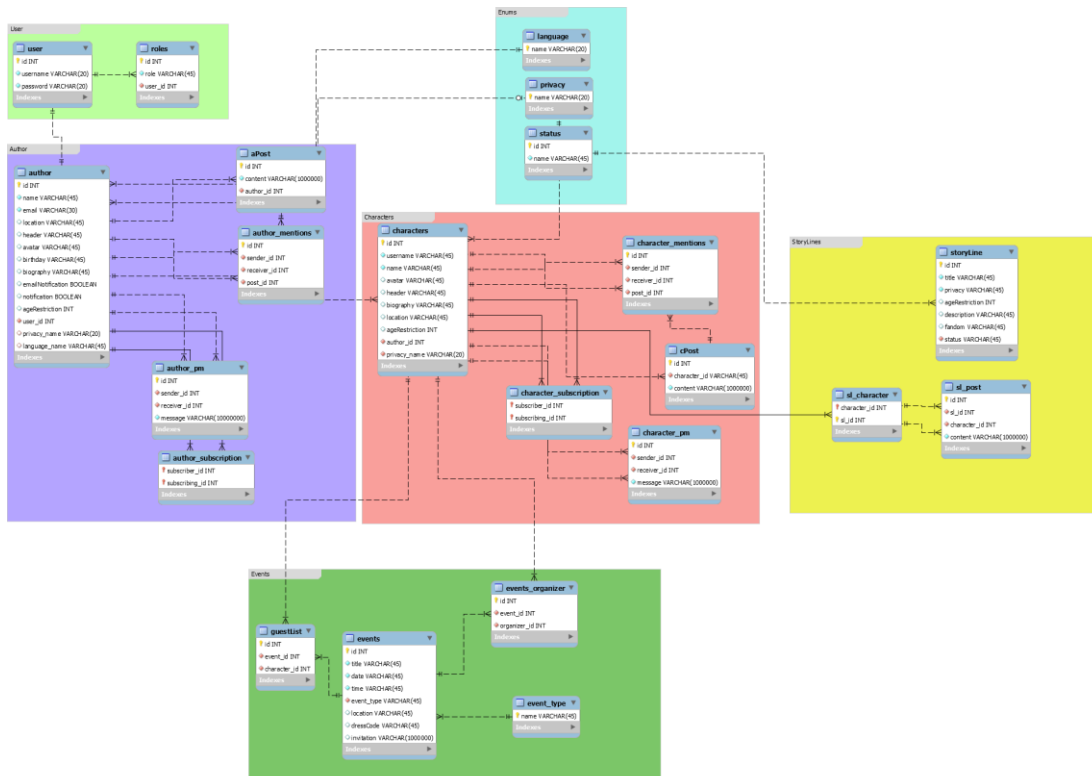 User
user
id INT
username VARCHAR(20)
password VARCHAR(20)
Indexes
roles
id INT
role VARCHAR(45)
user_id INT
Indexes
Enums
language
name VARCHAR(20)
Indexes
privacy
name VARCHAR(20)
Indexes
status
id INT
name VARCHAR(45)
Indexes
Author
author
id INT
name VARCHAR(45)
email VARCHAR(30)
location VARCHAR(45)
header VARCHAR(45)
avatar VARCHAR(45)
birthday VARCHAR(45)
biography VARCHAR(45)
emailNotification BOOLEAN
notification BOOLEAN
ageRestriction INT
user_id INT
privacy_name VARCHAR(20)
language_name VARCHAR(45)
Indexes
aPost
id INT
content VARCHAR(1000000)
author_id INT
Indexes
author_mentions
id INT
sender_id INT
receiver_id INT
post_id INT
Indexes
author_pm
id INT
sender_id INT
receiver_id INT
message VARCHAR(10000000)
Indexes
author_subscription
subscriber_id INT
subscribing_id INT
Indexes
Characters
characters
id INT
username VARCHAR(45)
name VARCHAR(45)
avatar VARCHAR(45)
header VARCHAR(45)
biography VARCHAR(45)
location VARCHAR(45)
ageRestriction INT
author_id INT
privacy_name VARCHAR(20)
Indexes
character_mentions
id INT
sender_id INT
receiver_id INT
post_id INT
Indexes
cPost
id INT
character_id VARCHAR(45)
content VARCHAR(1000000)
Indexes
character_subscription
subscriber_id INT
subscribing_id INT
Indexes
character_pm
id INT
sender_id INT
receiver_id INT
message VARCHAR(1000000)
Indexes
StoryLines
storyLine
id INT
title VARCHAR(45)
privacy VARCHAR(45)
ageRestriction INT
description VARCHAR(45)
fandom VARCHAR(45)
status VARCHAR(45)
Indexes
sl_character
character_id INT
sl_id INT
Indexes
sl_post
id INT
sl_id INT
character_id INT
content VARCHAR(1000000)
Indexes
Events
guestList
id INT
event_id INT
character_id INT
Indexes
events
id INT
title VARCHAR(45)
date VARCHAR(45)
time VARCHAR(45)
event_type VARCHAR(45)
location VARCHAR(45)
dressCode VARCHAR(45)
invitation VARCHAR(1000000)
Indexes
events_organizer
id INT
event_id INT
organizer_id INT
Indexes
event_type
name VARCHAR(45)
Indexes